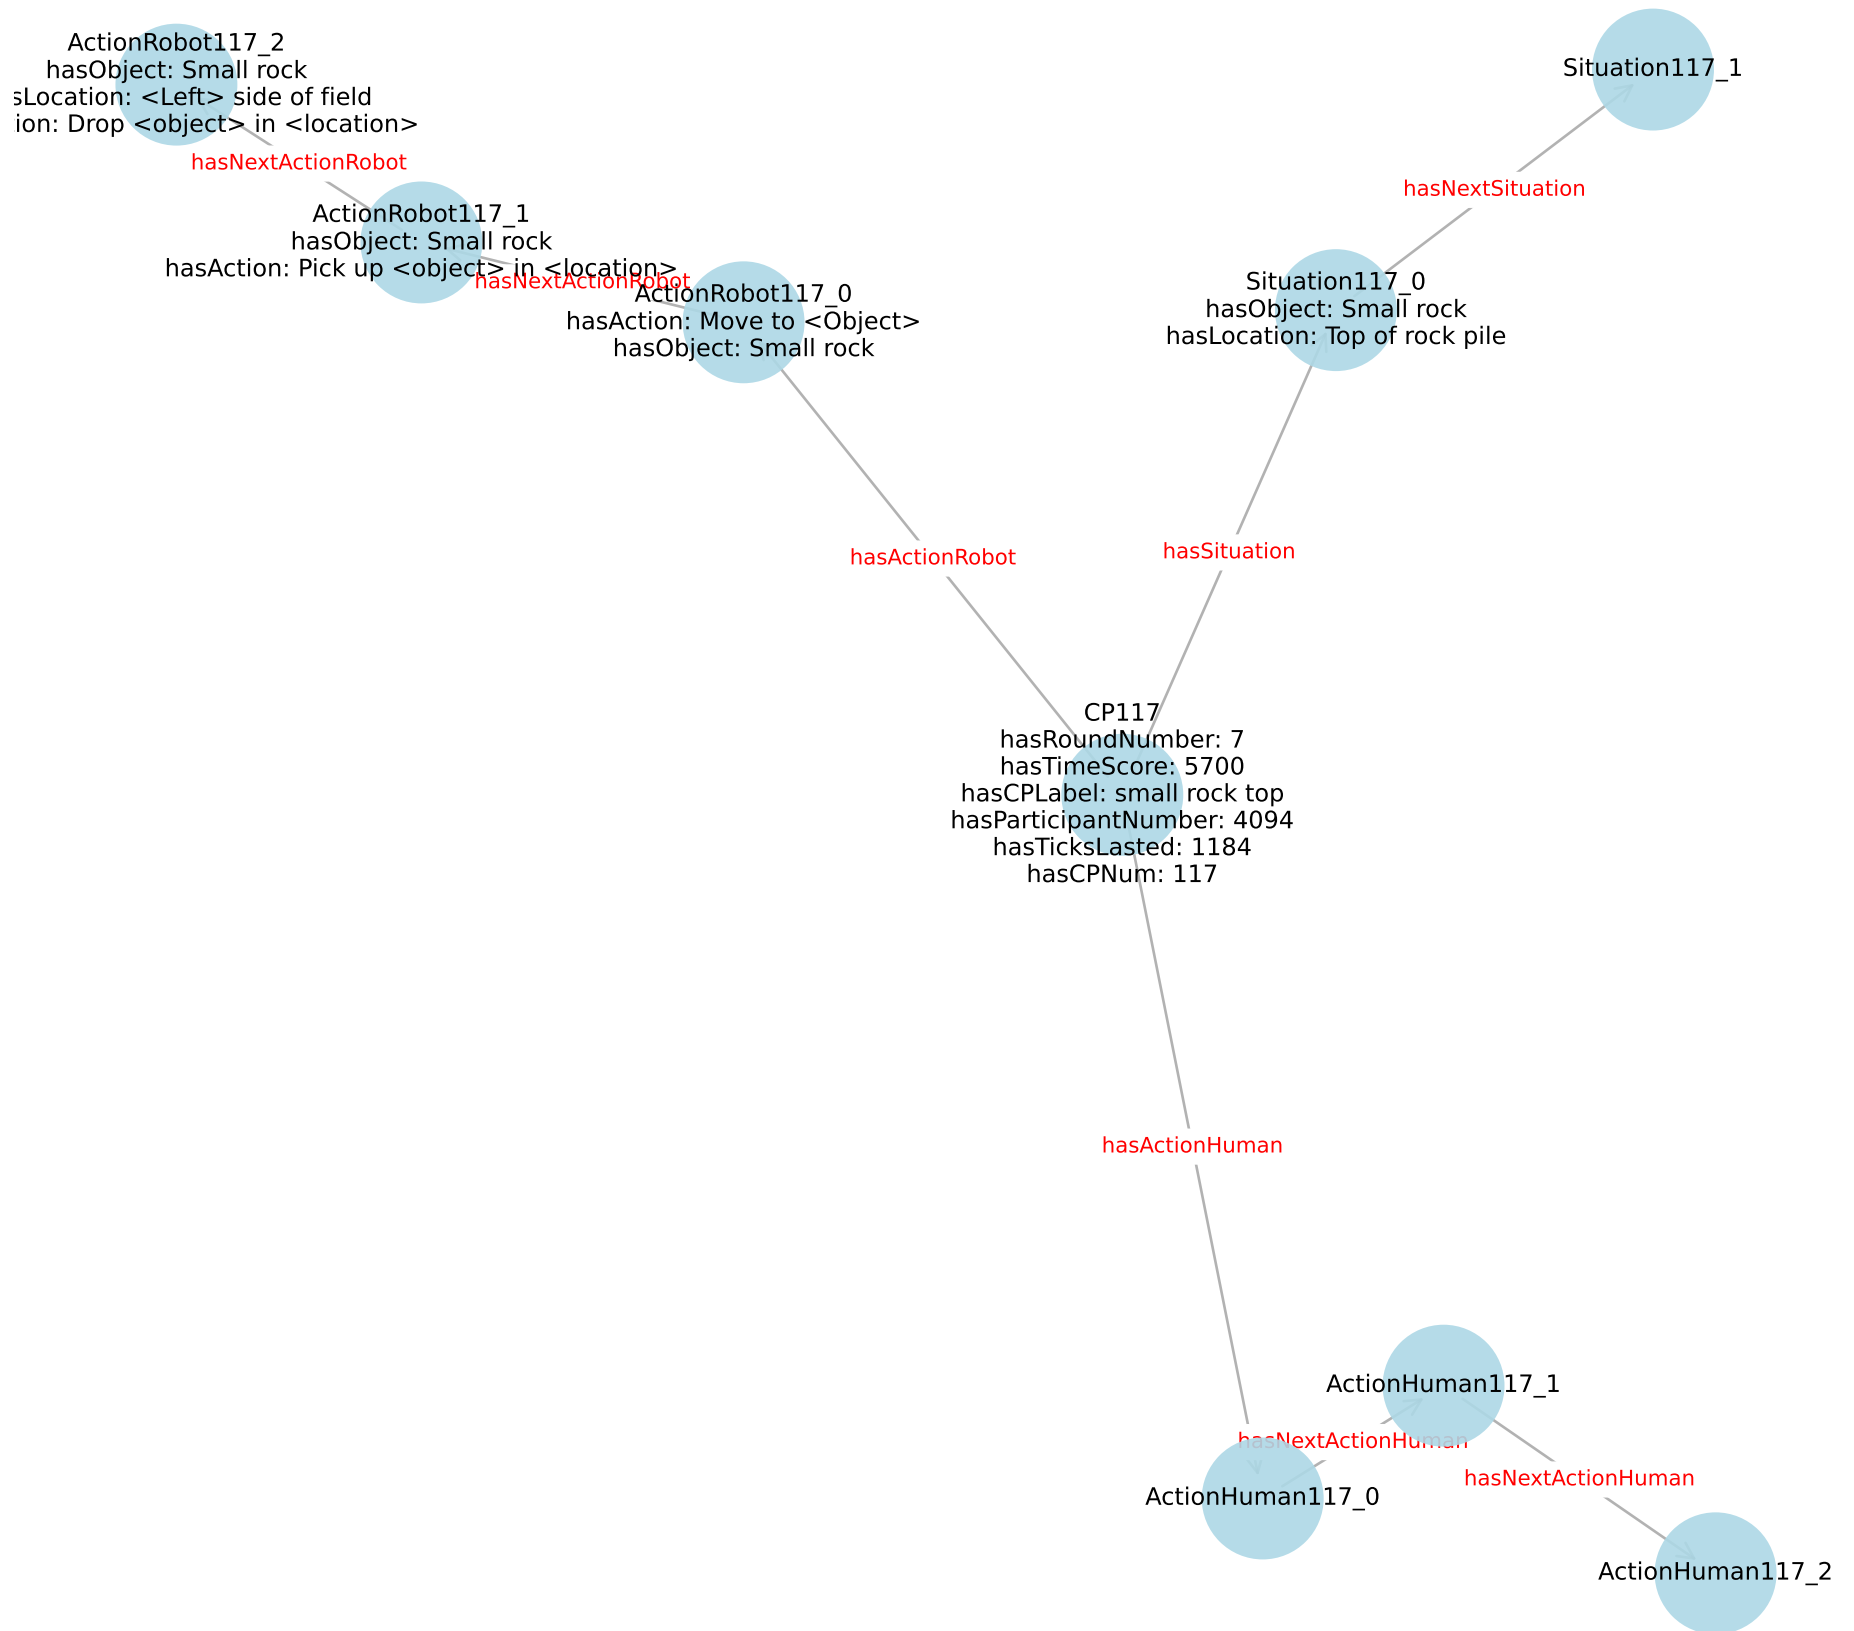 ActionRobot117_2
hasObject: Small rock
sLocation: <Left> side of field
ion: Drop <object> in <location>
hasNextActionRobot
ActionRobot117_1
hasObject: Small rock
hasAction: Pick up <object> in <location>
hasNextActionRobot
ActionRobot117_0
hasAction: Move to <Object>
hasObject: Small rock
Situation117_1
hasNextSituation
Situation117_0
hasObject: Small rock
hasLocation: Top of rock pile
hasActionRobot
hasSituation
CP117
hasRoundNumber: 7
hasTimeScore: 5700
hasCPLabel: small rock top
hasParticipantNumber: 4094
hasTicksLasted: 1184
hasCPNum: 117
hasActionHuman
ActionHuman117_1
hasNextActionHuman
hasNextActionHuman
ActionHuman117_0
ActionHuman117_2